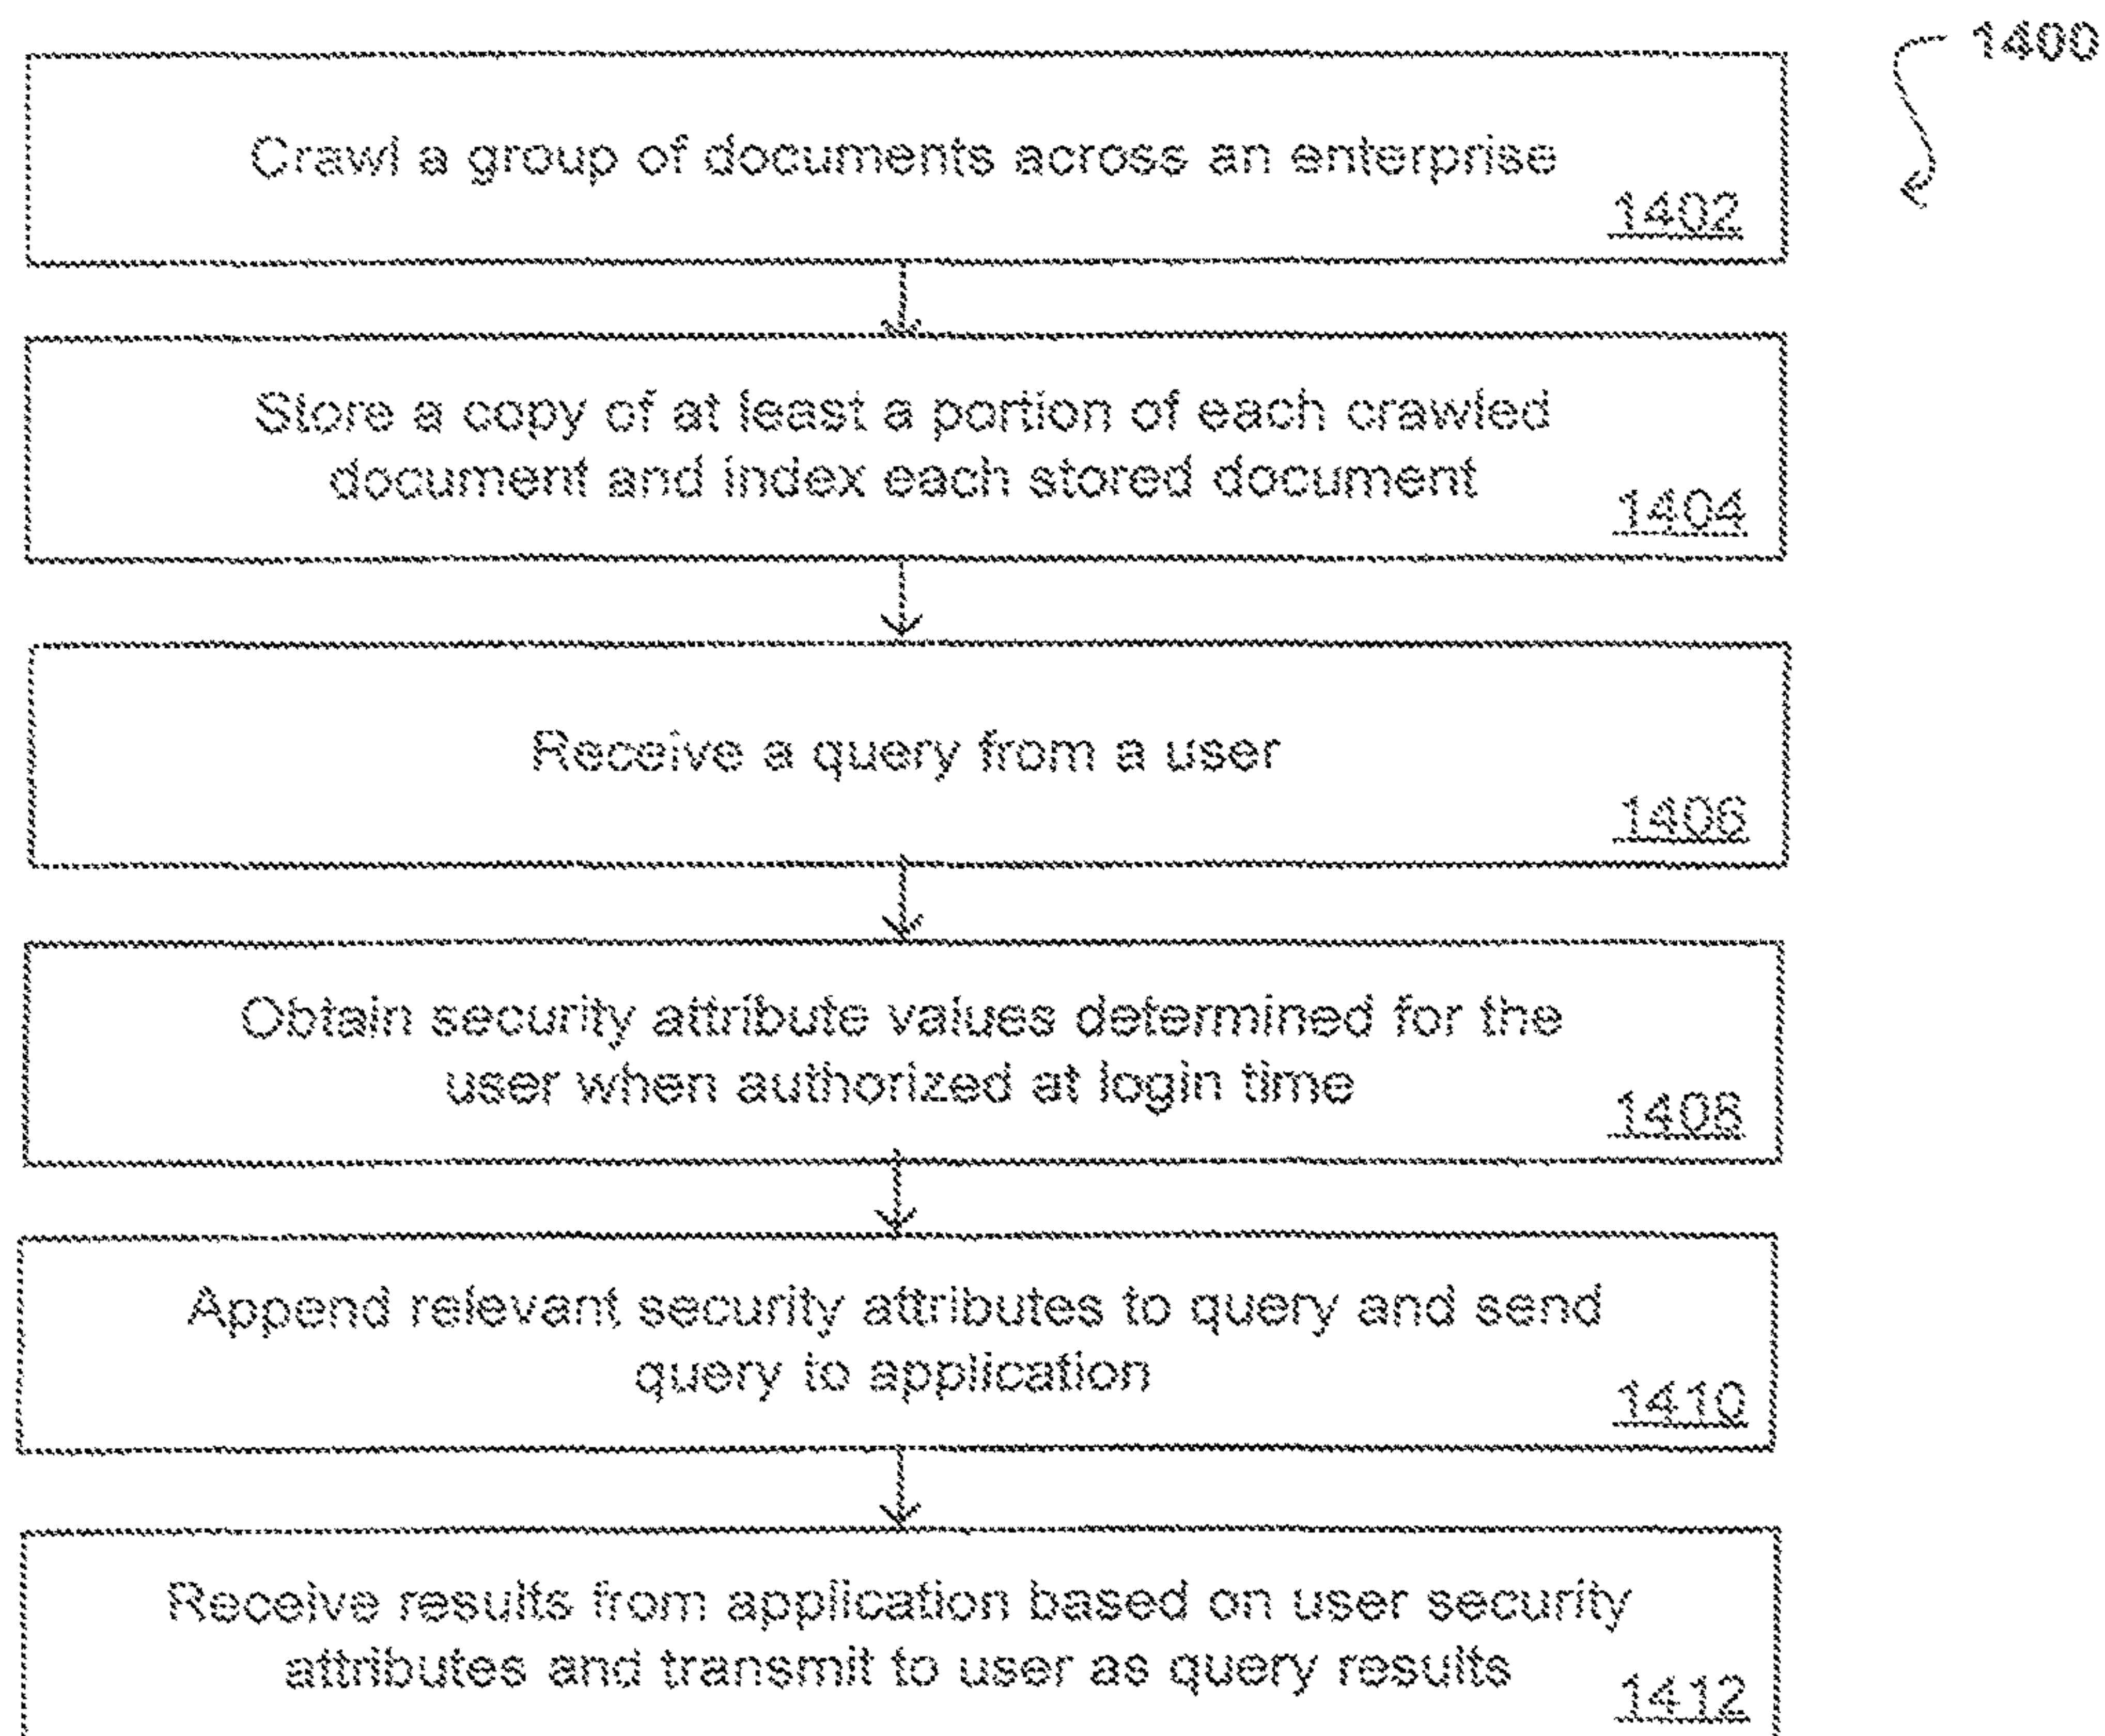 1400
Crawl a group of documents across an enterprise
1402
Store a copy of at least a portion of each crawled
document and index each stored document
1404
Receive a query from a user
1406
Obtain security attribute values determined for the
user when authorized at login time
1408
Append relevant security attributes to query and send
query to application
1410
Receive results from application based on user security
attributes and transmit to user as query results
1412